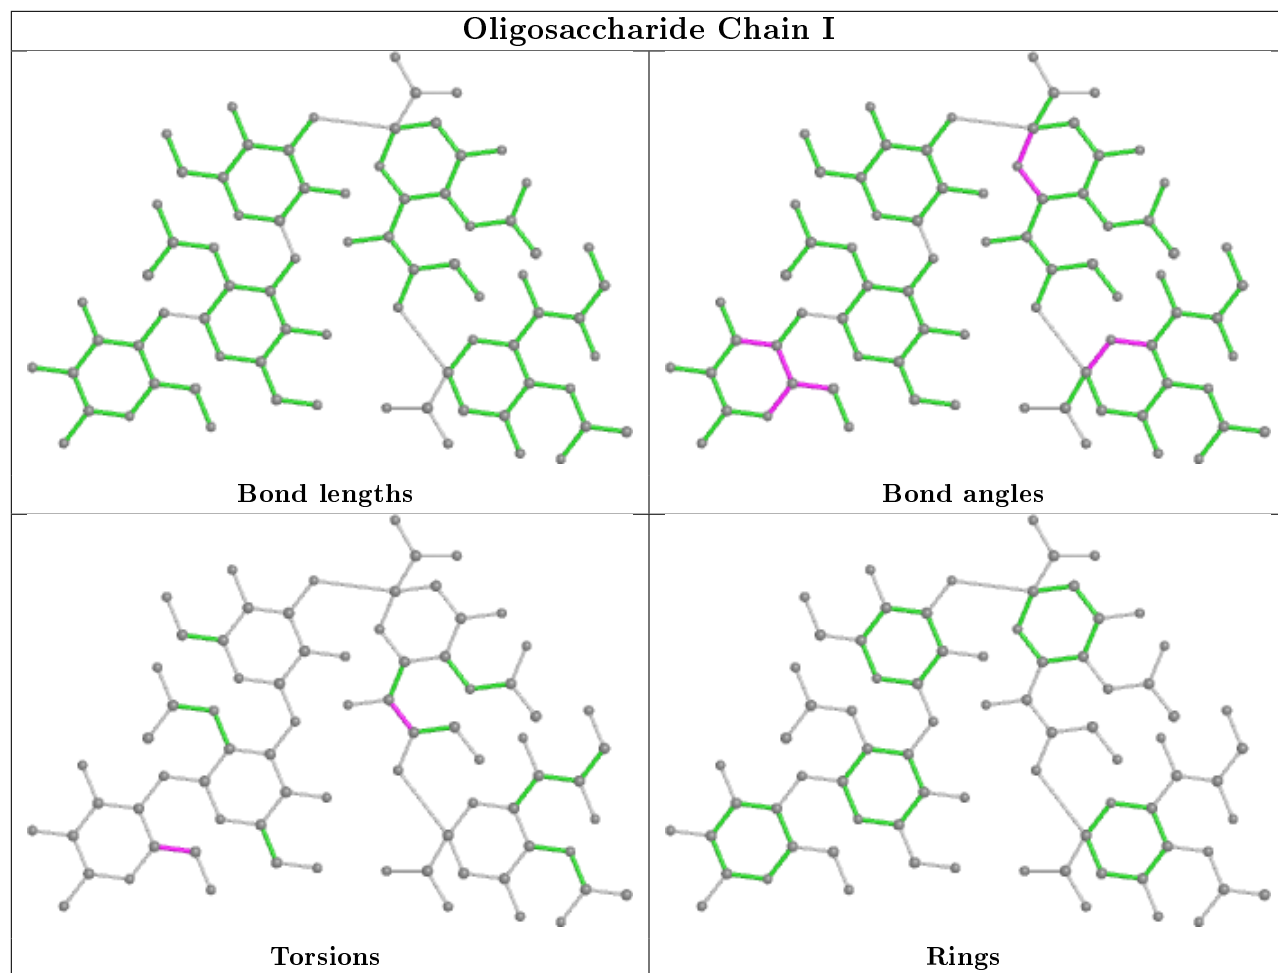 Oligosaccharide Chain I
Bond lengths
Bond angles
Torsions
Rings